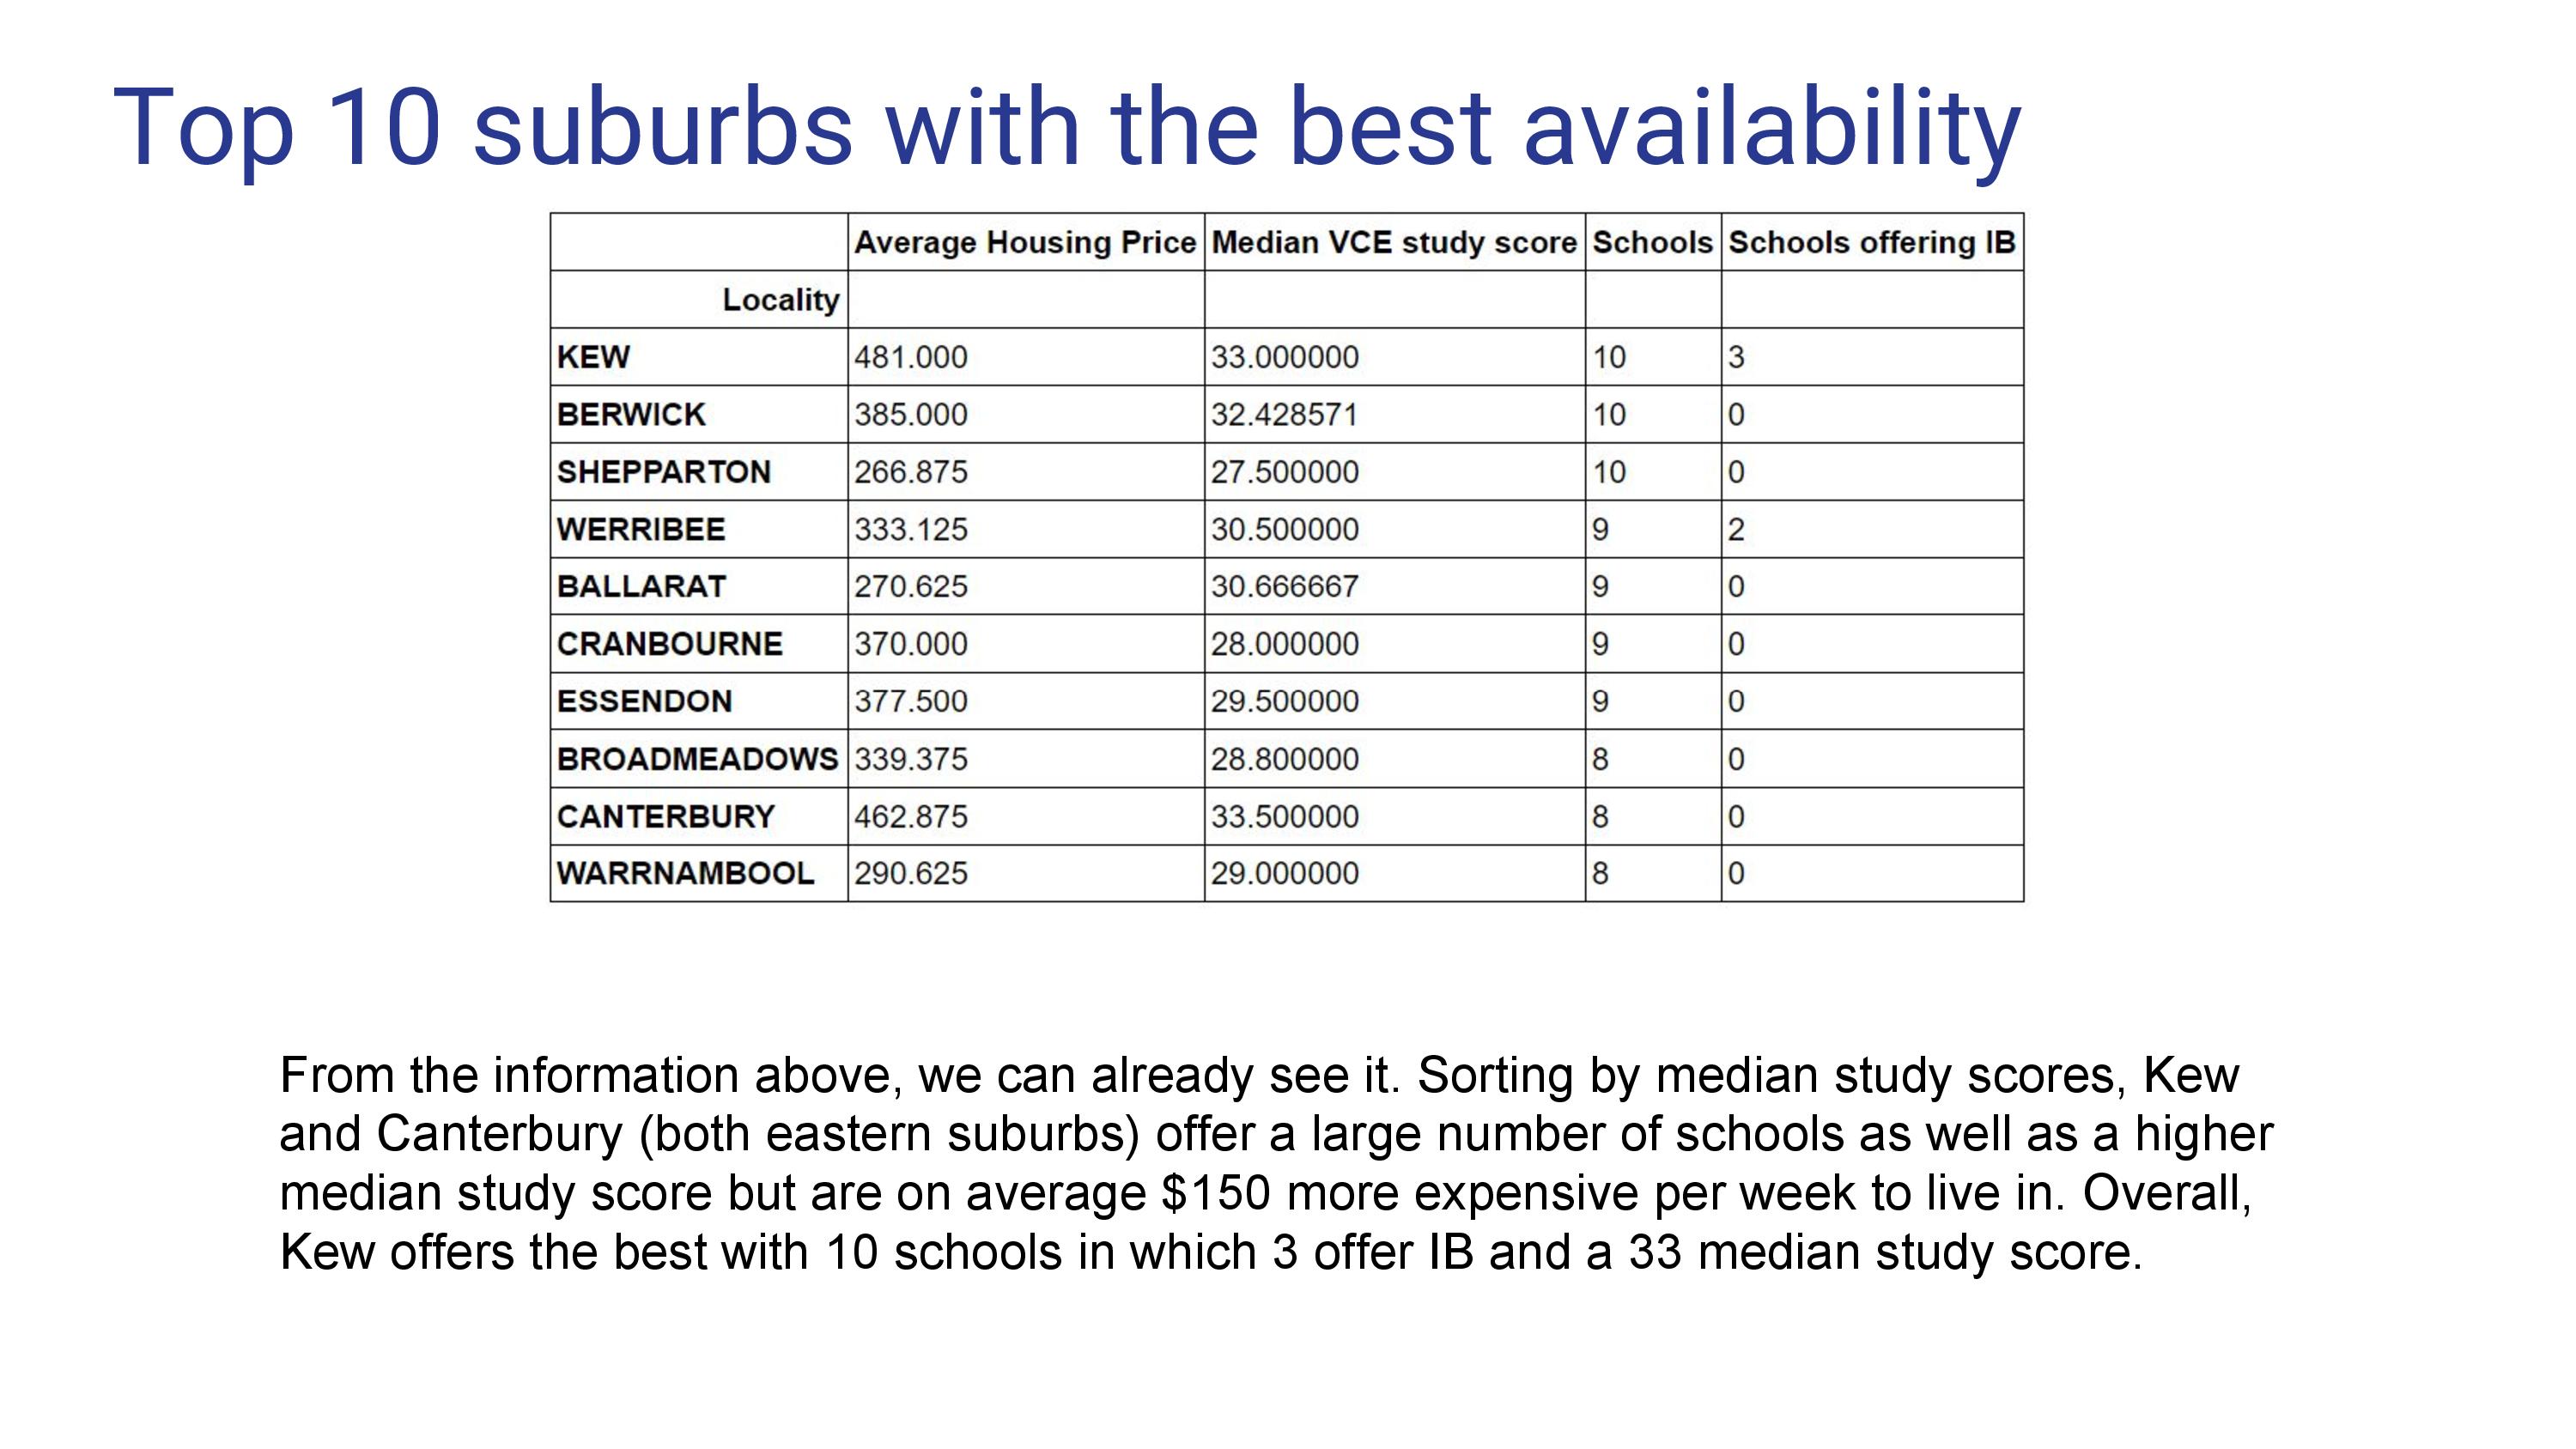 Top 10 suburbs with the best availability
Average Housing Price Median VCE study score Schools Schools offering IB
Locality
KEW 481.000 33.000000 10 3
BERWICK 385.000 32.428571 10 0
SHEPPARTON 266.875 27.500000 10 0
WERRIBEE 333.125 30.500000 9 2
BALLARAT 270.625 30.666667 9 0
CRANBOURNE 370.000 28.000000 9 0
ESSENDON 377.500 29.500000 9 0
BROADMEADOWS 339.375 28.800000 8 0
CANTERBURY 462.875 33.500000 8 0
WARRNAMBOOL 290.625 29.000000 8 0
From the information above, we can already see it. Sorting by median study scores, Kew
and Canterbury (both eastern suburbs) offer a large number of schools as well as a higher
median study score but are on average $150 more expensive per week to live in. Overall,
Kew offers the best with 10 schools in which 3 offer IB and a 33 median study score.